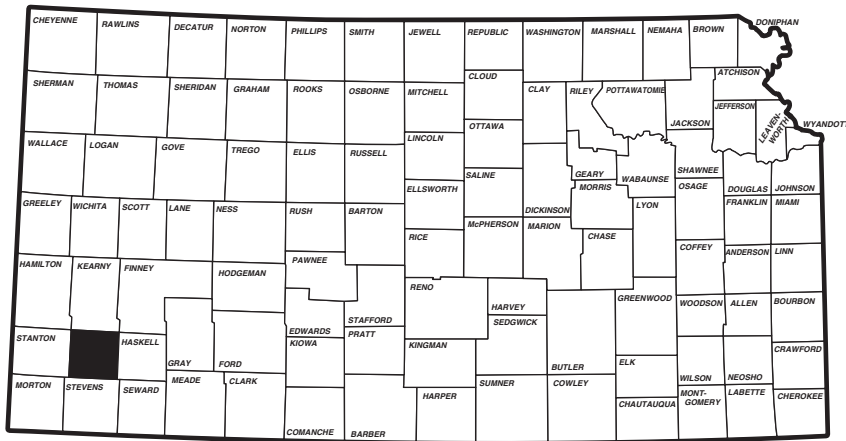 CHEYENNE
RAWLINS
DECATUR
NORTON
PHILLIPS
SMITH
JEWELL
REPUBLIC
WASHINGTON
MARSHALL
NEMAHA
BROWN
DONIPHAN
SHERMAN
THOMAS
SHERIDAN
GRAHAM
ROOKS
OSBORNE
MITCHELL
CLOUD
CLAY
RILEY
POTTAWATOMIE
JACKSON
ATCHISON
JEFFERSON
LEAVEN-
WORTH
WYANDOTT
WALLACE
LOGAN
GOVE
TREGO
ELLIS
RUSSELL
LINCOLN
OTTAWA
SALINE
ELLSWORTH
DICKINSON
GEARY
MORRIS
WABAUNSE
SHAWNEE
OSAGE
DOUGLAS
JOHNSON
GREELEY
WICHITA
SCOTT
LANE
NESS
RUSH
BARTON
RICE
McPHERSON
MARION
CHASE
LYON
COFFEY
FRANKLIN
MIAMI
ANDERSON
LINN
HAMILTON
KEARNY
FINNEY
HODGEMAN
PAWNEE
STAFFORD
RENO
HARVEY
SEDGWICK
BUTLER
GREENWOOD
WOODSON
ALLEN
BOURBON
STANTON
HASKELL
GRAY
FORD
EDWARDS
KIOWA
PRATT
KINGMAN
ELK
WILSON
NEOSHO
CRAWFORD
MORTON
STEVENS
SEWARD
MEADE
CLARK
COMANCHE
BARBER
HARPER
SUMNER
COWLEY
CHAUTAUQUA
MONT-
GOMERY
LABETTE
CHEROKEE